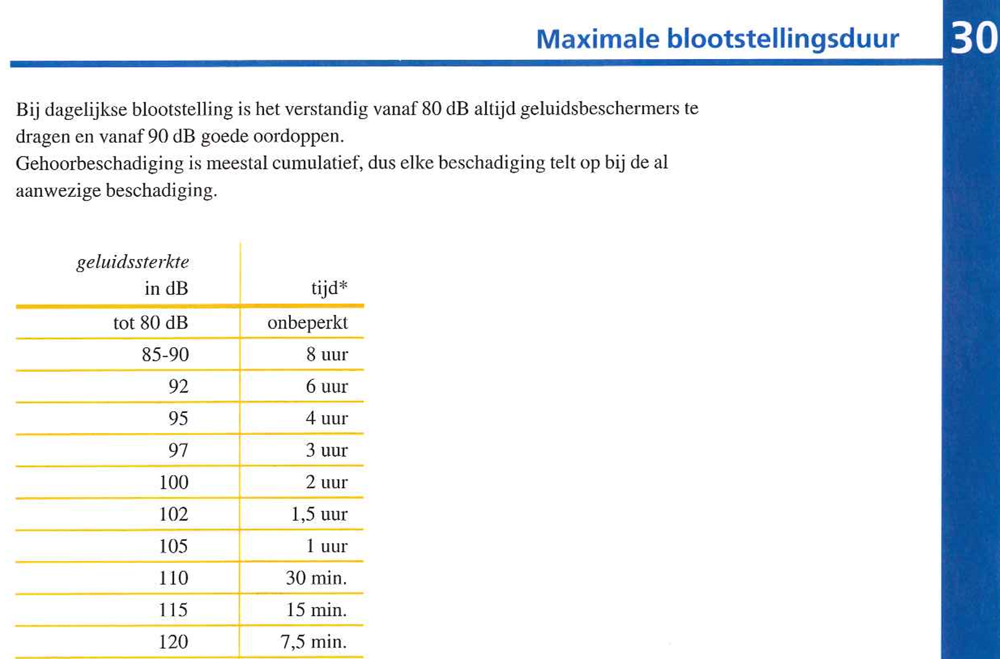 Maximale blootstellingsduur 30
Bij dagelijkse blootstelling is het verstandig vanaf 80 dB altijd geluidsbeschermers te
dragen en vanaf 90 dB goede oordoppen.
Gehoorbeschadiging is meestal cumulatief, dus elke beschadiging telt op bij de al
aanwezige beschadiging.
geluidssterkte
in dB tijd*
tot 80 dB onbeperkt
85-90 8 uur
92 6 uur
95 4 uur
97 3 uur
100 2 uur
102 1,5 uur
105 1 uur
110 30 min.
115 15 min.
120 7,5 min.